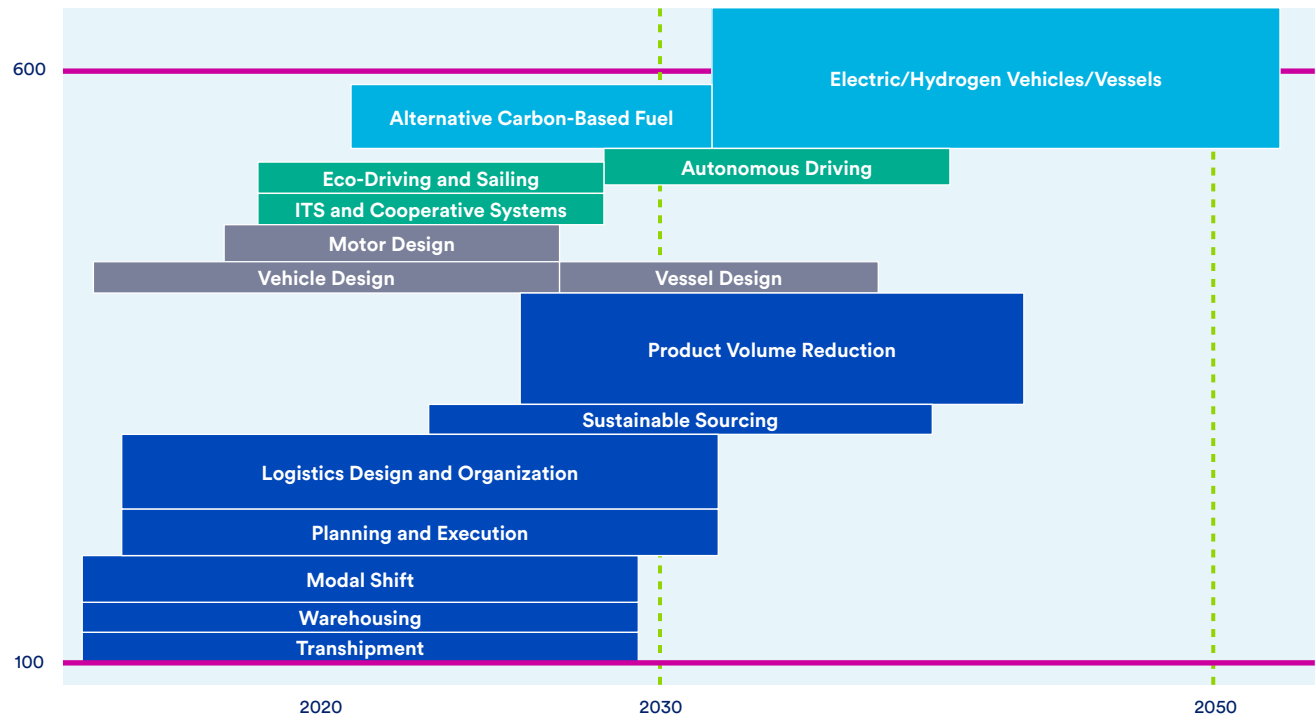 600
Electric/Hydrogen Vehicles/Vessels
Alternative Carbon-Based Fuel
Autonomous Driving
Eco-Driving and Sailing
ITS and Cooperative Systems
Motor Design
Vehicle Design
Vessel Design
Product Volume Reduction
Sustainable Sourcing
Logistics Design and Organization
Planning and Execution
Modal Shift
Warehousing
Transhipment
100
2020
2030
2050